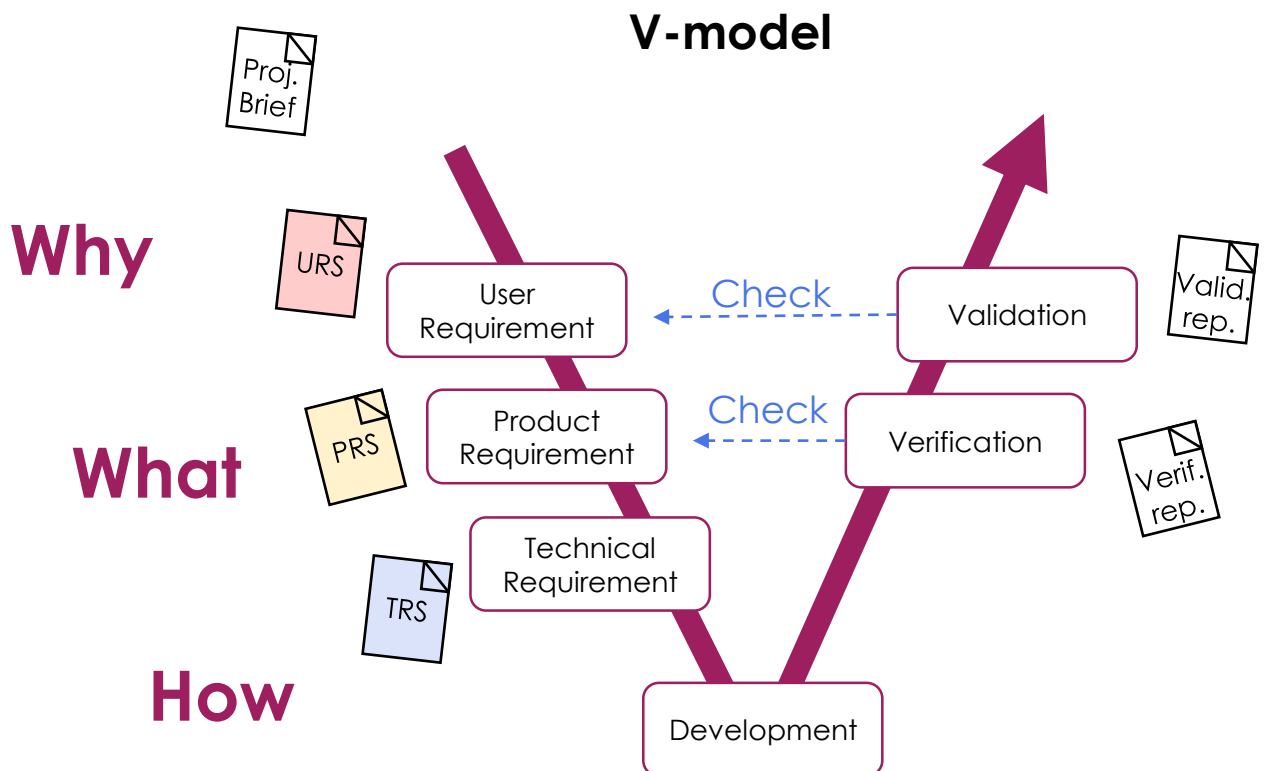 V-model
Proj.
Brief
Why
URS
User
Requirement
Check
Validation
Valid.
rep.
What
PRS
Product
Requirement
Check
Verification
Verif.
rep.
Technical
Requirement
TRS
How
Development